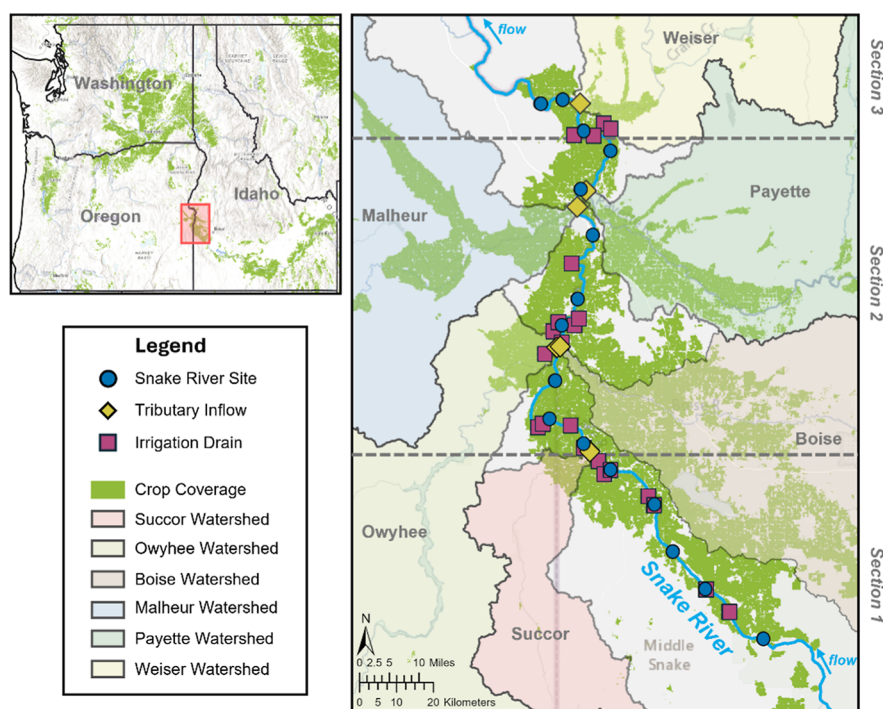 Washington
Oregon
Idaho
Legend
Snake River Site
Tributary Inflow
Irrigation Drain
Crop Coverage
Succor Watershed
Owyhee Watershed
Boise Watershed
Malheur Watershed
Payette Watershed
Weiser Watershed
flow
Weiser
Section 3
Malheur
Payette
Section 2
Boise
Owyhee
Snake River
Section 1
Succor
Middle
Snake
flow
N
0 2.5 5 10 Miles
0 5 10 20 Kilometers